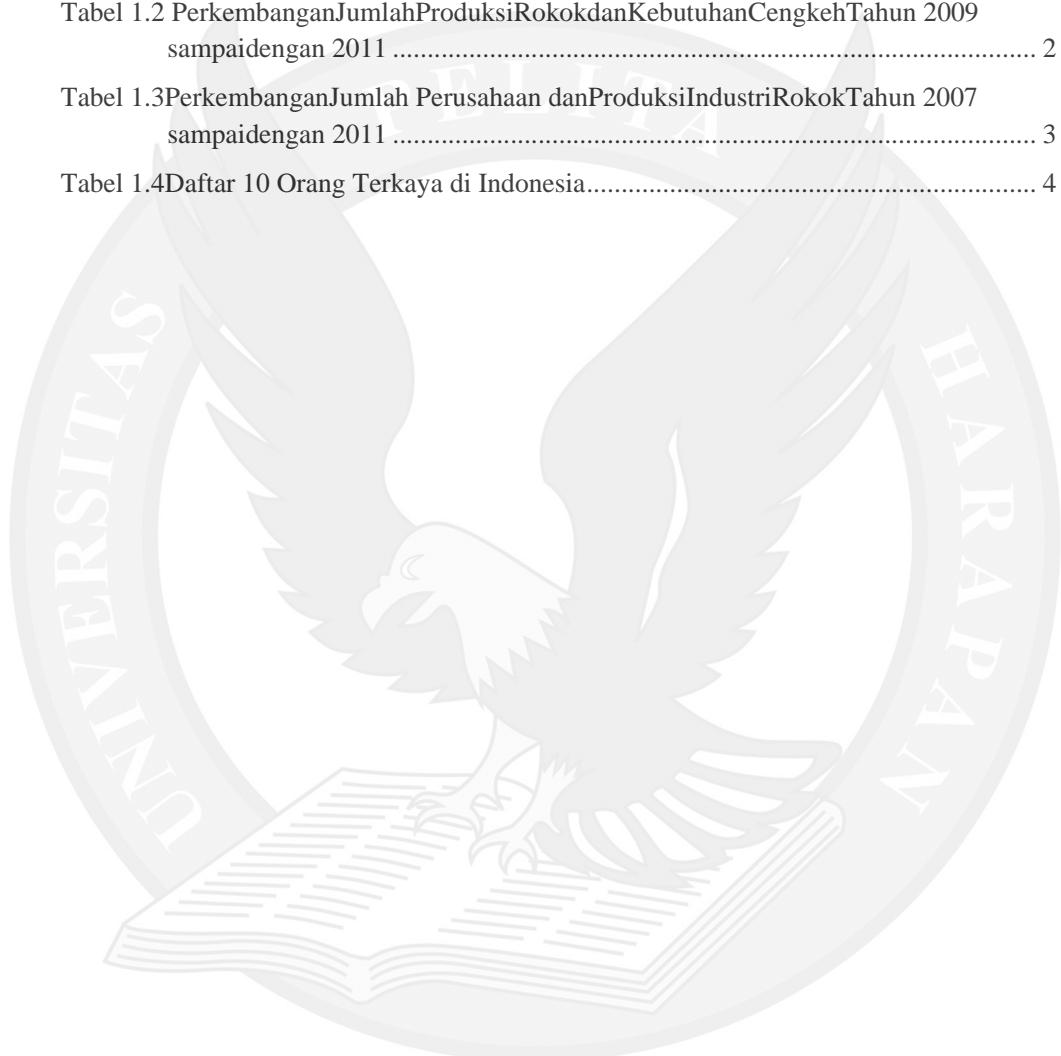 Tabel 1.2 PerkembanganJumlahProduksiRokokdanKebutuhanCengkehTahun 2009
sampaidengan 2011 ........................................................................................................ 2
Tabel 1.3PerkembanganJumlah Perusahaan danProduksiIndustriRokokTahun 2007
sampaidengan 2011 ........................................................................................................ 3
Tabel 1.4Daftar 10 Orang Terkaya di Indonesia......................................................................... 4
UNIVERSITAS PELITA HARAPAN